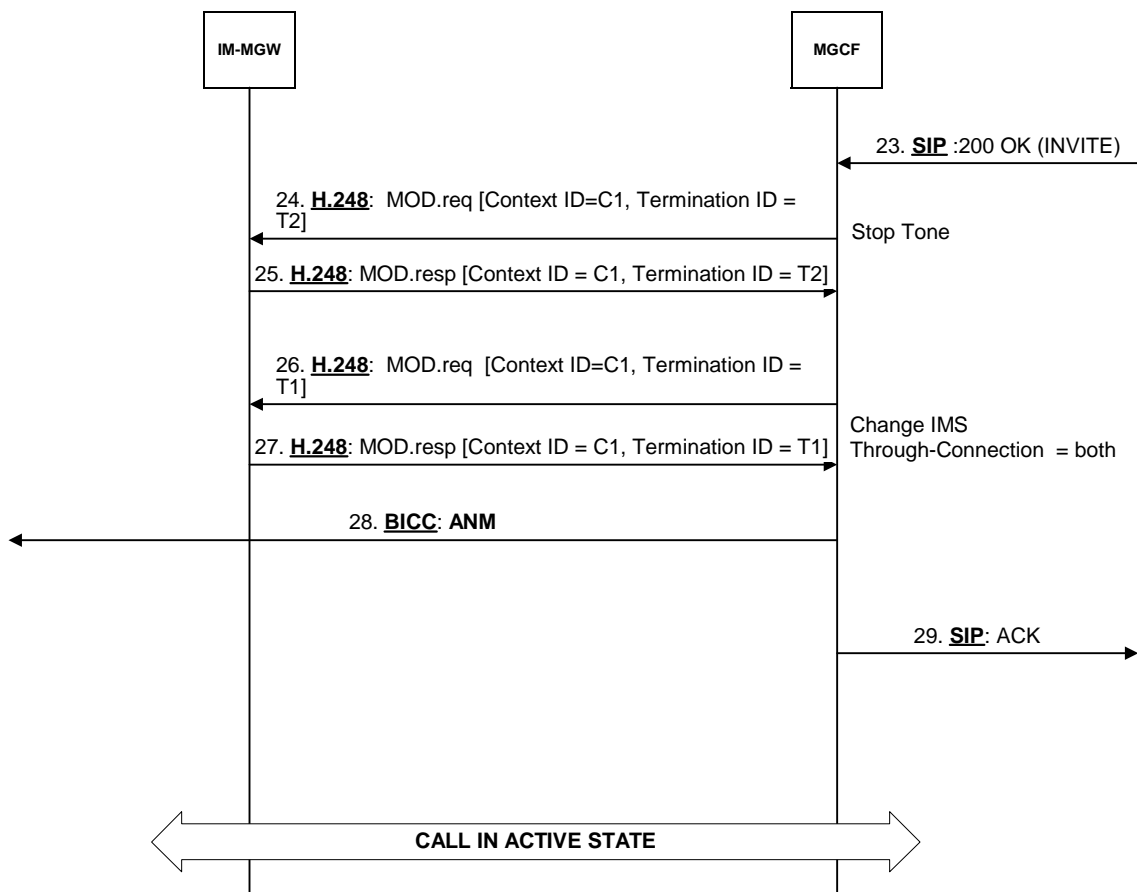 IM-MGW
MGCF
23. SIP :200 OK (INVITE)
24. H.248: MOD.req [Context ID=C1, Termination ID =
T2]
Stop Tone
25. H.248: MOD.resp [Context ID = C1, Termination ID = T2]
26. H.248: MOD.req [Context ID=C1, Termination ID =
T1]
Change IMS
Through-Connection = both
27. H.248: MOD.resp [Context ID = C1, Termination ID = T1]
28. BICC: ANM
29. SIP: ACK
CALL IN ACTIVE STATE